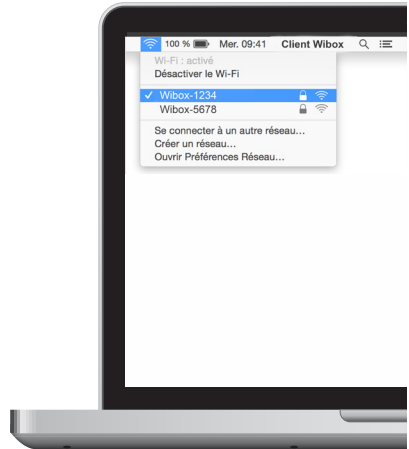 100 % Mer. 09:41 Client Wibox
Wi-Fi : activé
Désactiver le Wi-Fi
✓ Wibox-1234
Wibox-5678
Se connecter à un autre réseau...
Créer un réseau...
Ouvrir Préférences Réseau...